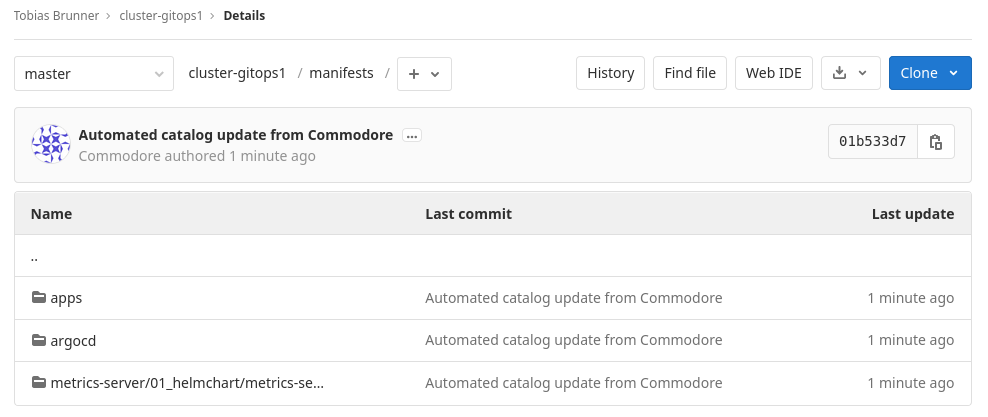 Tobias Brunner > cluster-gitops1 > Details
master cluster-gitops1 / manifests / + History Find file Web IDE Clone
Automated catalog update from Commodore ...
Commodore authored 1 minute ago
01b533d7
Name Last commit Last update
..
apps Automated catalog update from Commodore 1 minute ago
argocd Automated catalog update from Commodore 1 minute ago
metrics-server/01_helmchart/metrics-se... Automated catalog update from Commodore 1 minute ago